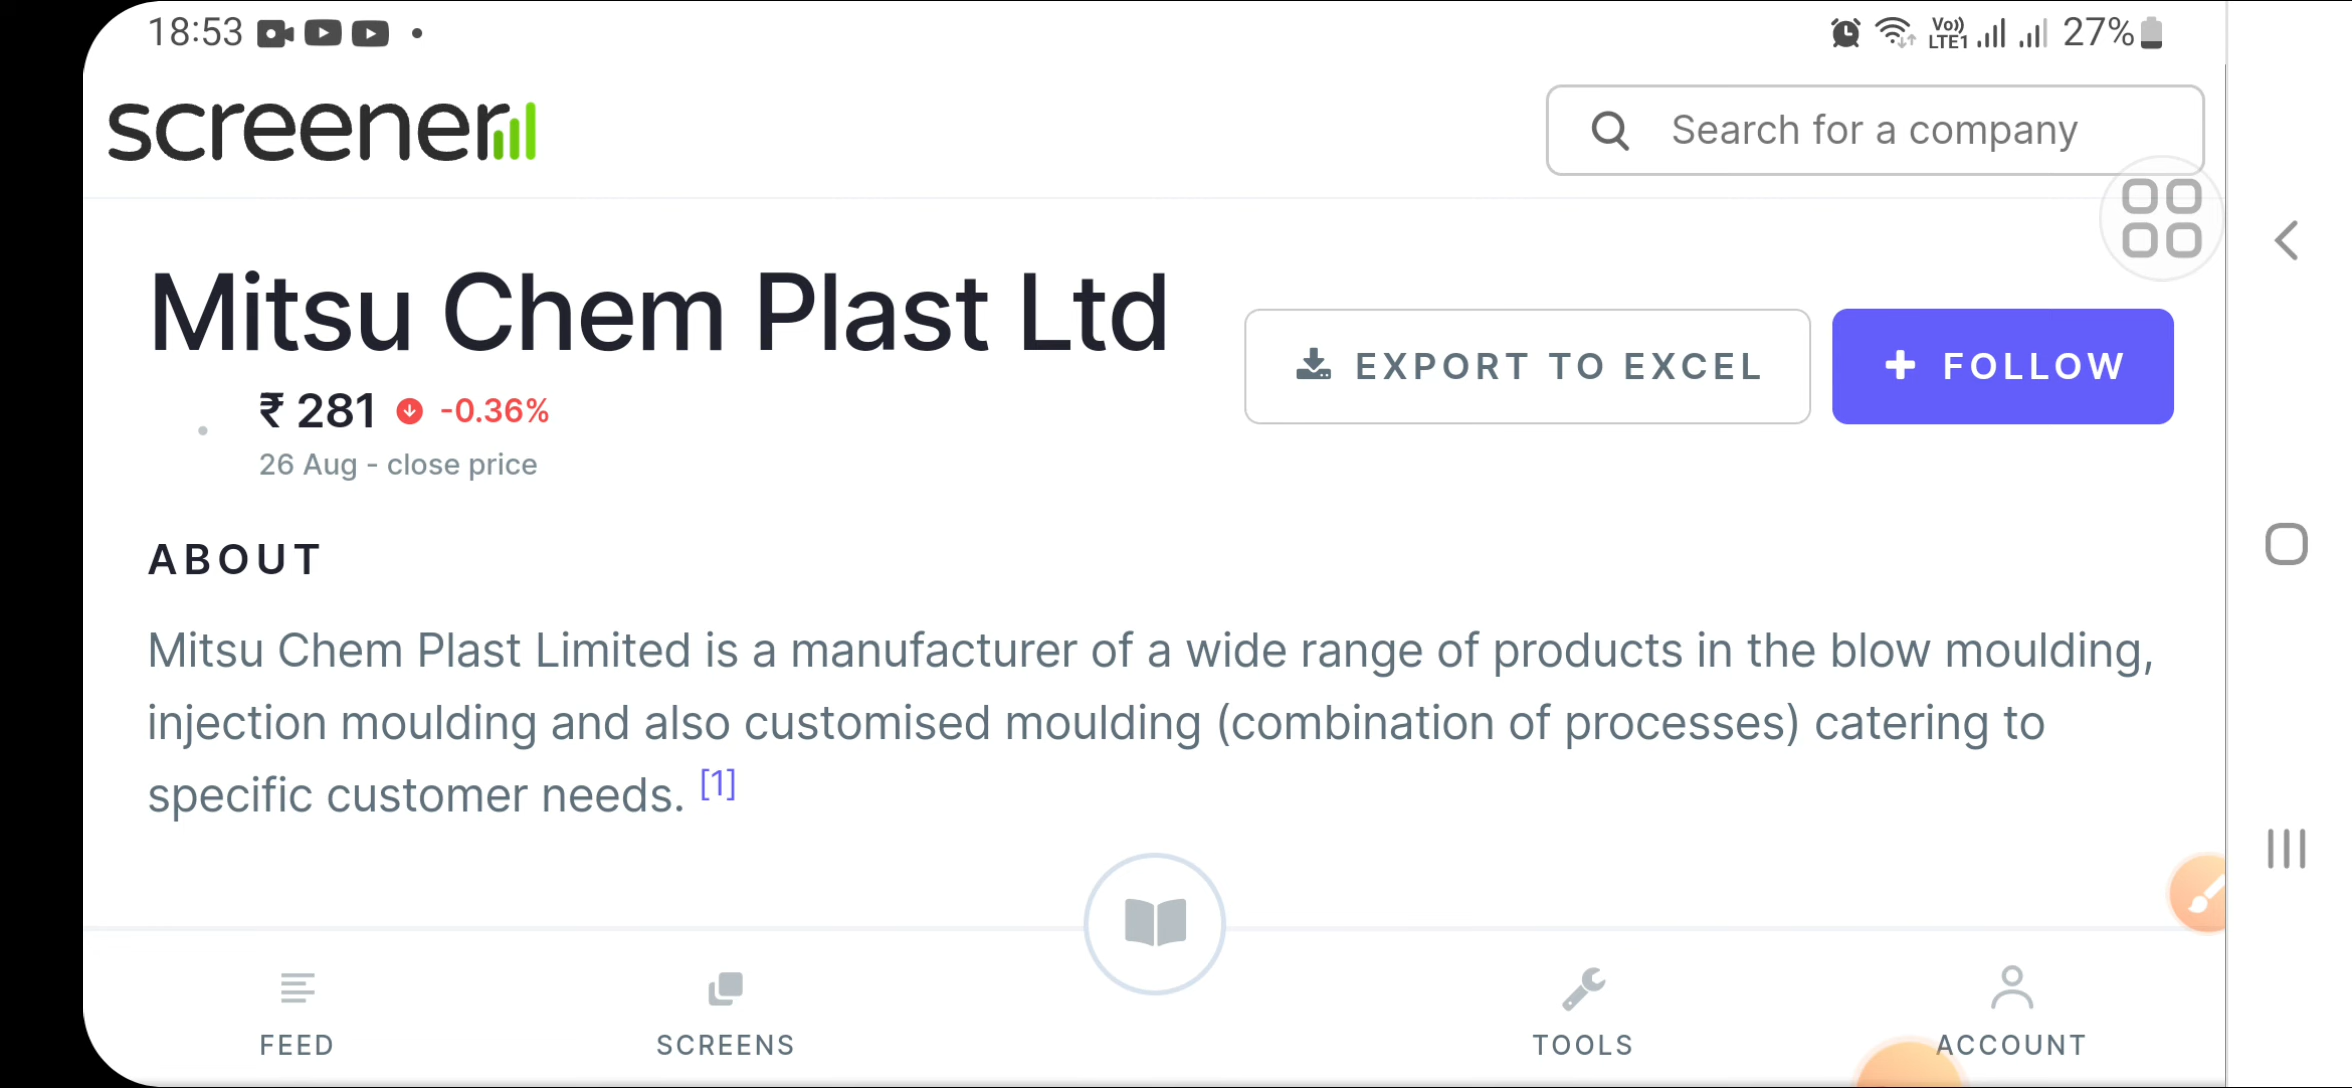 18:53
Vo))
LTE1
27%
screener
Search for a company
Mitsu Chem Plast Ltd
EXPORT TO EXCEL
FOLLOW
₹ 281 -0.36%
26 Aug - close price
ABOUT
Mitsu Chem Plast Limited is a manufacturer of a wide range of products in the blow moulding,
injection moulding and also customised moulding (combination of processes) catering to
specific customer needs. [1]
FEED
SCREENS
TOOLS
ACCOUNT